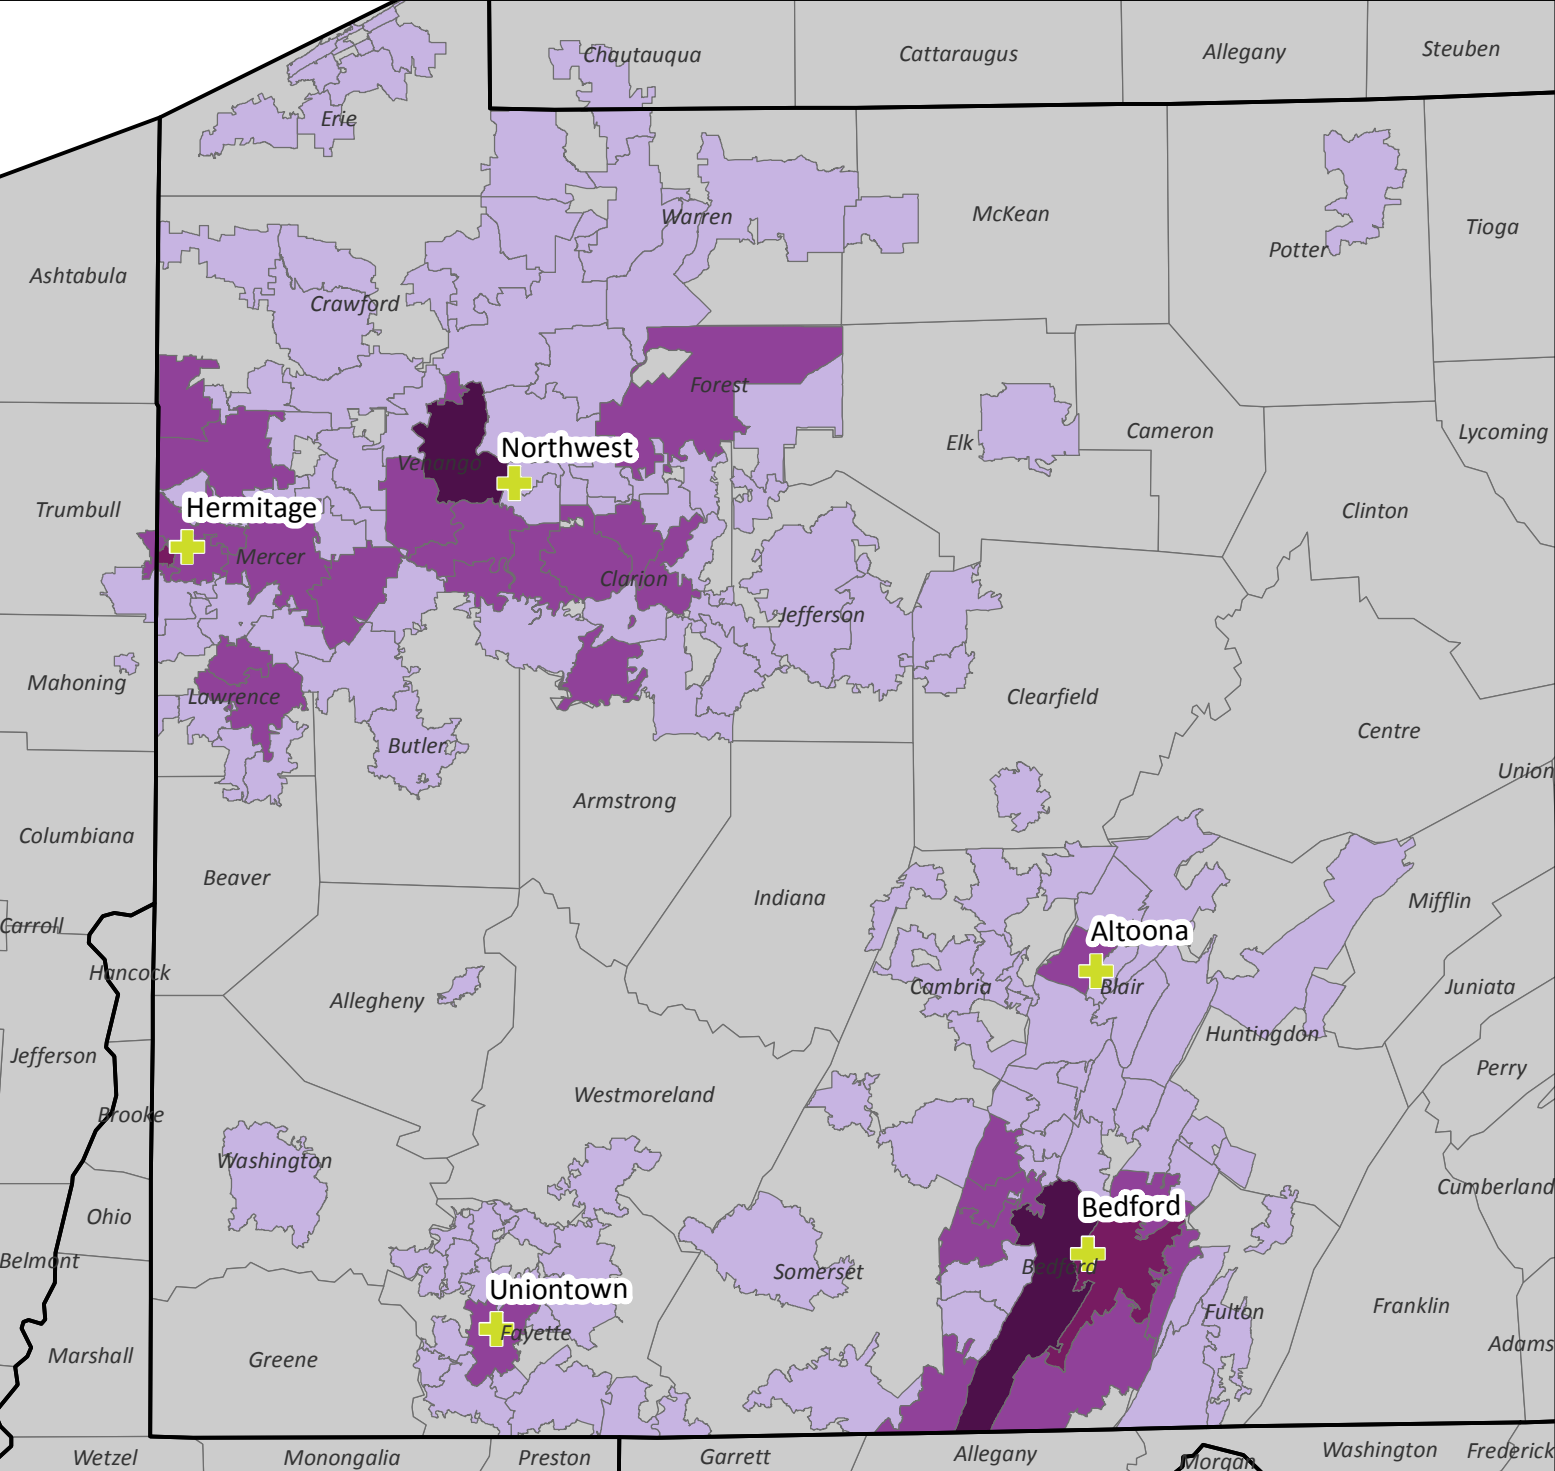 Chautauqua
Cattaraugus
Allegany
Steuben
Erie
Warren
McKean
Potter
Tioga
Ashtabula
Crawford
Forest
Elk
Cameron
Lycoming
Northwest
Venango
Trumbull
Hermitage
Mercer
Clarion
Clinton
Jefferson
Mahoning
Lawrence
Clearfield
Butler
Centre
Union
Armstrong
Columbiana
Beaver
Indiana
Mifflin
Carroll
Altoona
Hancock
Allegheny
Cambria
Blair
Juniata
Huntingdon
Jefferson
Perry
Westmoreland
Brooke
Washington
Cumberland
Ohio
Bedford
Belmont
Somerset
Bedford
Uniontown
Fayette
Fulton
Franklin
Adams
Marshall
Greene
Wetzel
Monongalia
Preston
Garrett
Allegany
Morgan
Washington
Frederick